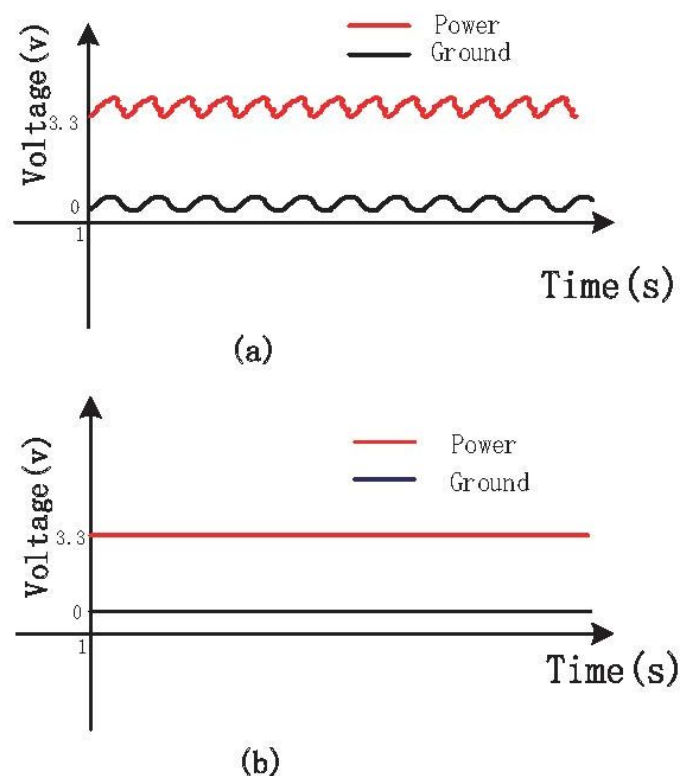 Power
Ground
Voltage(v)
3.3
0
1
Time(s)
(a)
Power
Ground
Voltage(v)
3.3
0
1
Time(s)
(b)